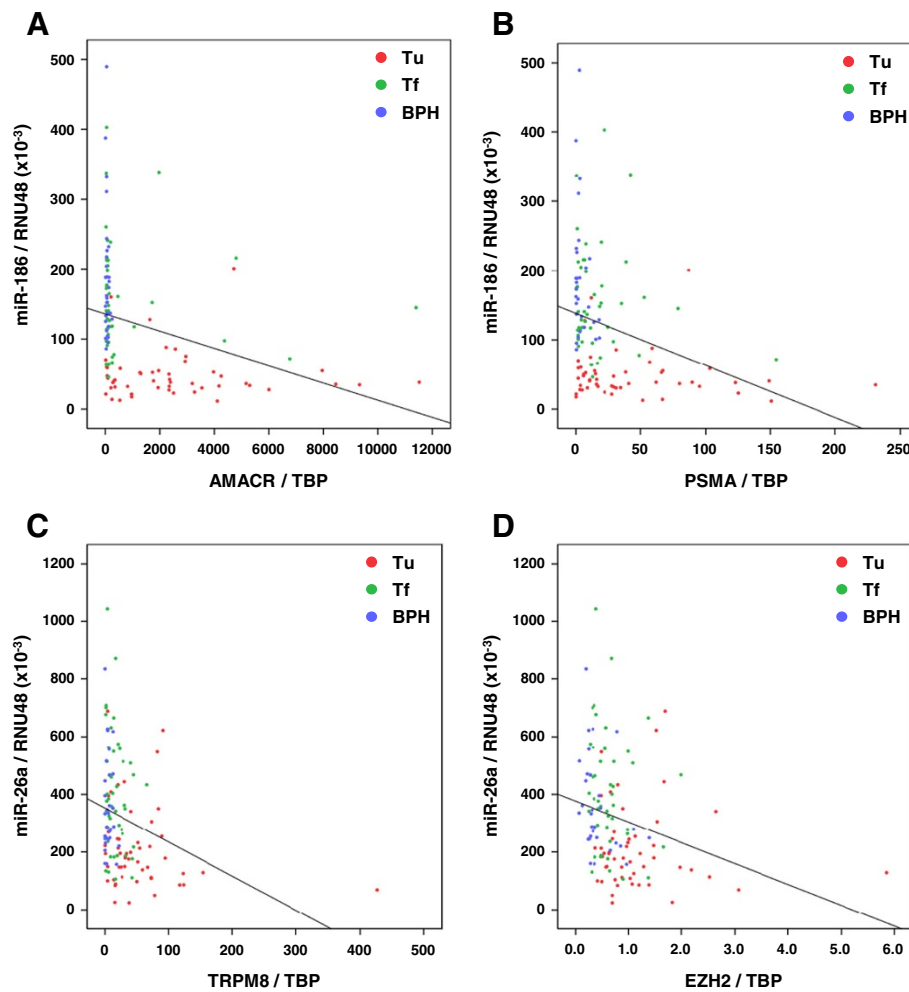 A
miR-186 / RNU48 (x10-3)
500
400
300
200
100
0
Tu
Tf
BPH
0 2000 4000 6000 8000 10000 12000
AMACR / TBP
B
miR-186 / RNU48 (x10-3)
500
400
300
200
100
0
Tu
Tf
BPH
0 50 100 150 200 250
PSMA / TBP
C
miR-26a / RNU48 (x10-3)
1200
1000
800
600
400
200
0
Tu
Tf
BPH
0 100 200 300 400 500
TRPM8 / TBP
D
miR-26a / RNU48 (x10-3)
1200
1000
800
600
400
200
0
Tu
Tf
BPH
0.0 1.0 2.0 3.0 4.0 5.0 6.0
EZH2 / TBP